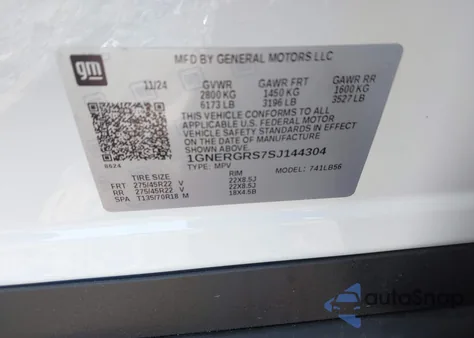 gm
MFD BY GENERAL MOTORS LLC
11/24 GVWR GAWR FRT GAWR RR
2800 KG 1450 KG 1600 KG
6173 LB 3196 LB 3527 LB
THIS VEHICLE CONFORMS TO ALL
APPLICABLE U.S. FEDERAL MOTOR
VEHICLE SAFETY STANDARDS IN EFFECT
ON THE DATE OF MANUFACTURE
SHOWN ABOVE.
1GNERGRS7SJ144304
TYPE: MPV MODEL: 741LB56
TIRE SIZE RIM
FRT 275/45R22 V 22X8.5J
RR 275/45R22 V 22X8.5J
SPA T135/70R18 M 18X4.5B
autoSnap